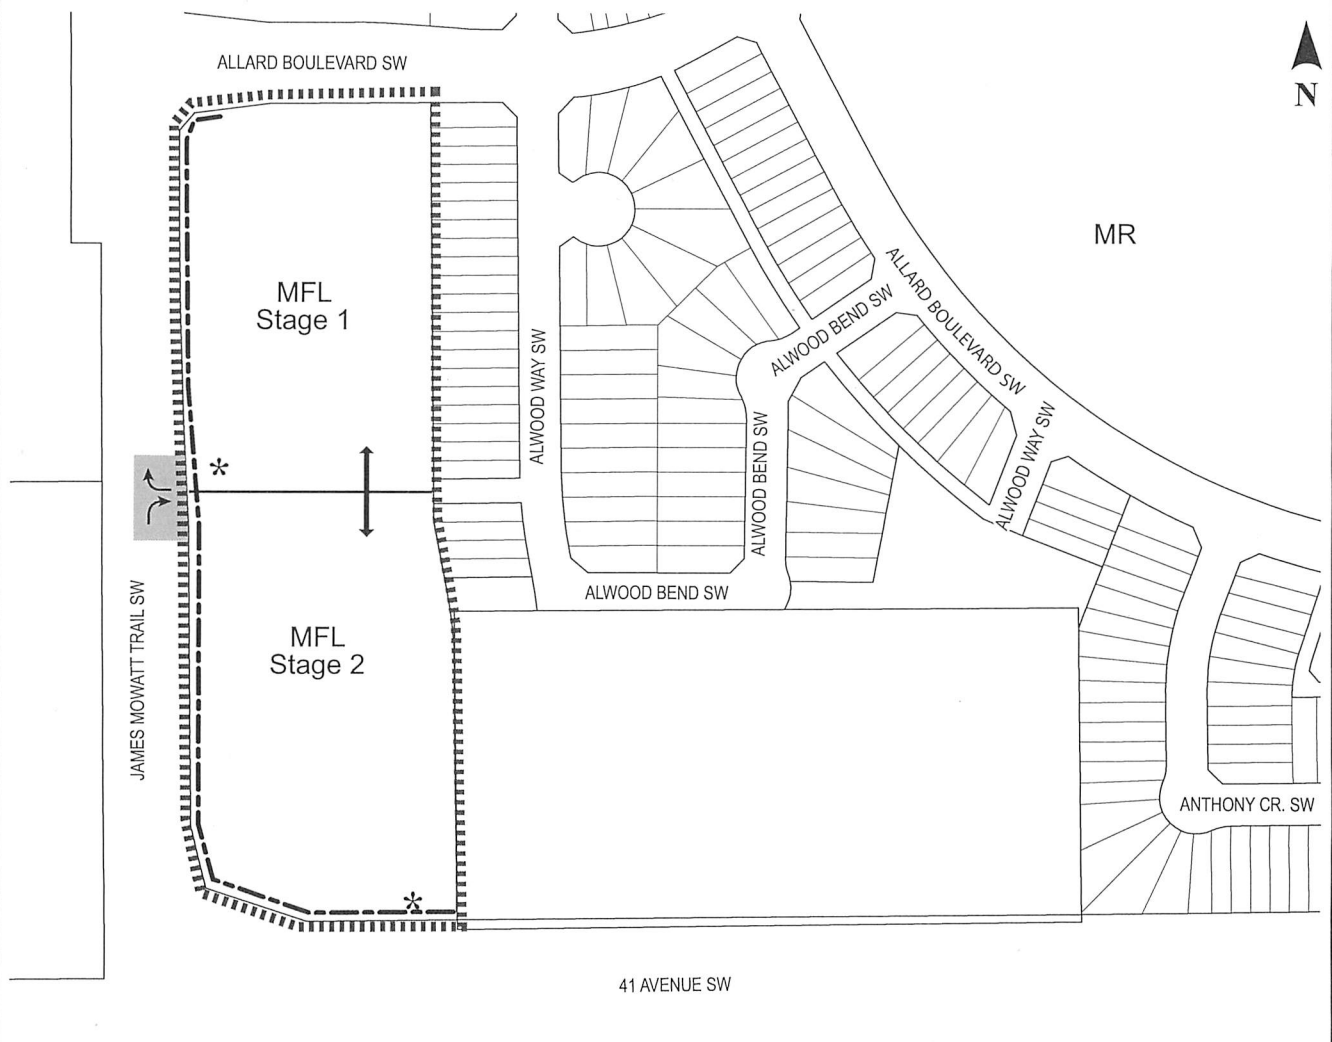 ALLARD BOULEVARD SW
N
MR
MFL
Stage 1
ALWOOD WAY SW
ALWOOD BEND SW
ALLARD BOULEVARD SW
ALWOOD BEND SW
ALWOOD WAY SW
*
ALWOOD BEND SW
JAMES MOWATT TRAIL SW
MFL
Stage 2
ANTHONY CR. SW
*
41 AVENUE SW